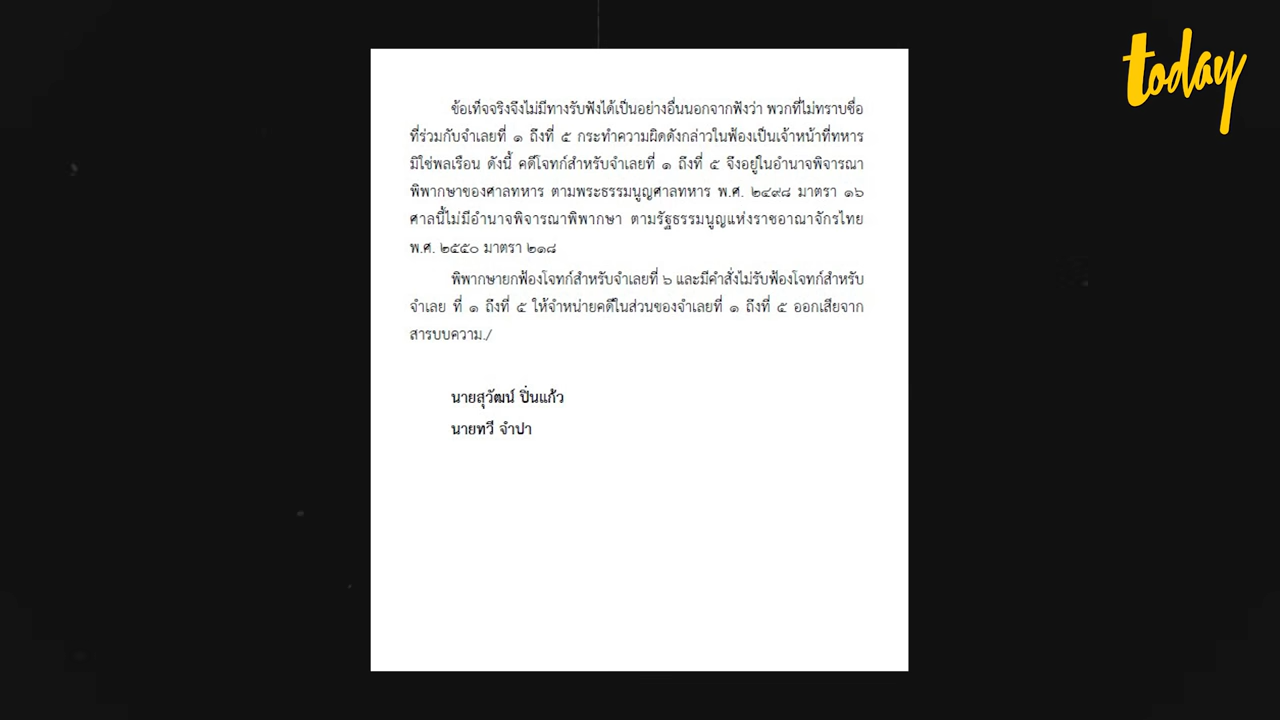 today
ข้อเท็จจริงจึงไม่มีทางรับฟังได้เป็นอย่างอื่นนอกจากฟังว่า พวกที่ไม่ทราบชื่อ
ที่ร่วมกับจำเลยที่ ๑ ถึงที่ ๕ กระทำความผิดดังกล่าวในฟ้องเป็นเจ้าหน้าที่ทหาร
มิใช่พลเรือน ดังนี้ คดีโจทก์สำหรับจำเลยที่ ๑ ถึงที่ ๕ จึงอยู่ในอำนาจพิจารณา
พิพากษาของศาลทหาร ตามพระธรรมนูญศาลทหาร พ.ศ. ๒๔๙๘ มาตรา ๑๖
ศาลนี้ไม่มีอำนาจพิจารณาพิพากษา ตามรัฐธรรมนูญแห่งราชอาณาจักรไทย
พ.ศ. ๒๕๕๐ มาตรา ๒๑๘
พิพากษายกฟ้องโจทก์สำหรับจำเลยที่ ๖ และมีคำสั่งไม่รับฟ้องโจทก์สำหรับ
จำเลย ที่ ๑ ถึงที่ ๕ ให้จำหน่ายคดีในส่วนของจำเลยที่ ๑ ถึงที่ ๕ ออกเสียจาก
สารบบความ./
นายสุวัฒน์ ปิ่นแก้ว
นายทวี จำปา